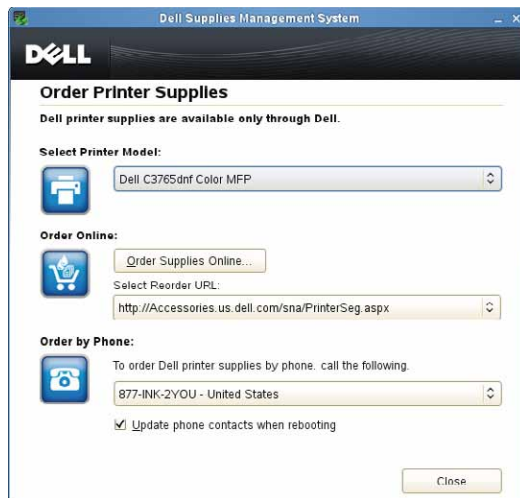 Dell Supplies Management System
DELL
Order Printer Supplies
Dell printer supplies are available only through Dell.
Select Printer Model:
Dell C3765dnf Color MFP
Order Online:
Order Supplies Online...
Select Reorder URL:
http://Accessories.us.dell.com/sna/PrinterSeg.aspx
Order by Phone:
To order Dell printer supplies by phone. call the following.
877-INK-2YOU - United States
Update phone contacts when rebooting
Close